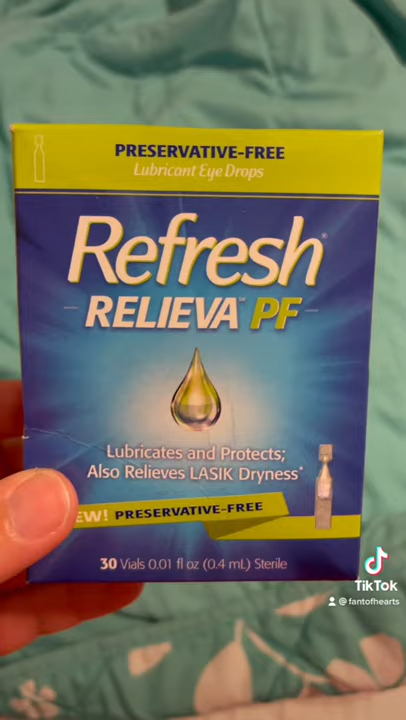 PRESERVATIVE-FREE
Lubricant Eye Drops
Refresh®
RELIEVA™ PF
Lubricates and Protects;
Also Relieves LASIK Dryness*
EW! PRESERVATIVE-FREE
30 Vials 0.01 fl oz (0.4 mL) Sterile
TikTok
@fantofhearts